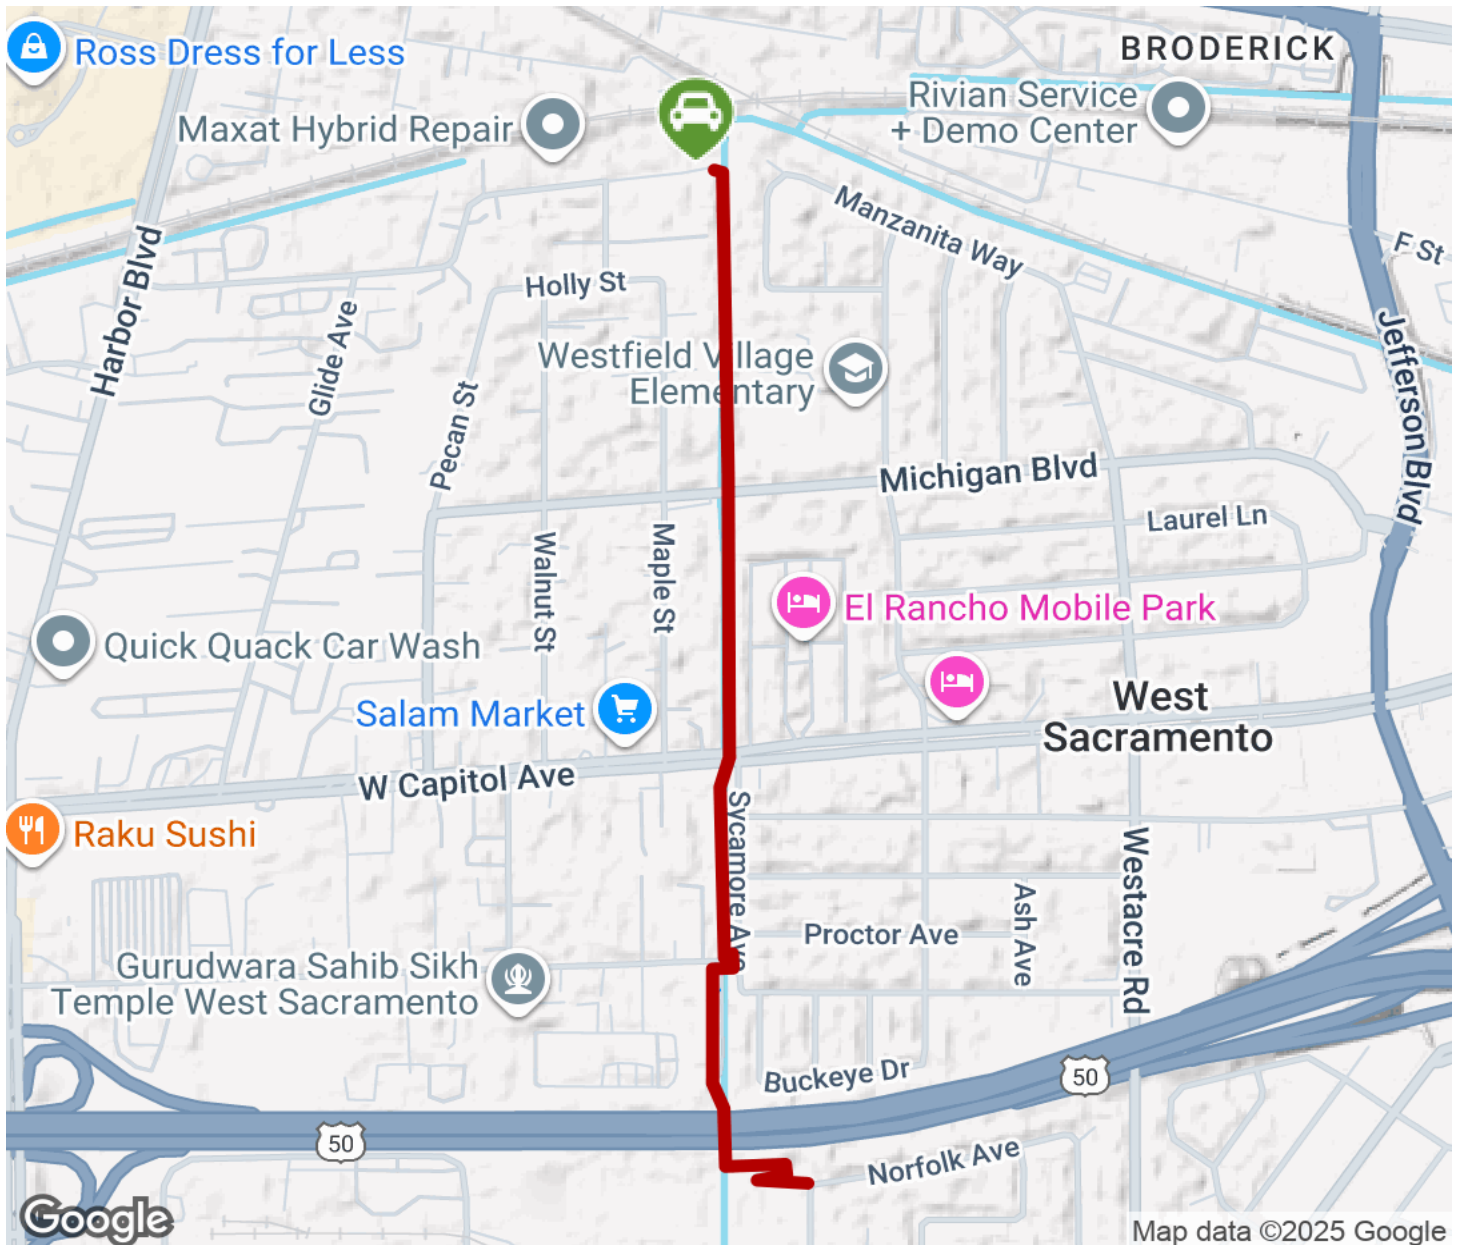 BRODERICK
Ross Dress for Less
Rivian Service
+ Demo Center
Maxat Hybrid Repair
Manzanita Way
F St
Harbor Blvd
Holly St
Glide Ave
Jefferson Blvd
Westfield Village
Elementary
Pecan St
Michigan Blvd
Laurel Ln
Walnut St
Maple St
El Rancho Mobile Park
Quick Quack Car Wash
Salam Market
West
Sacramento
W Capitol Ave
Raku Sushi
Sycamore Ave
Westacre Rd
Ash Ave
Proctor Ave
Gurudwara Sahib Sikh
Temple West Sacramento
Buckeye Dr
50
50
Norfolk Ave
Google
Map data ©2025 Google